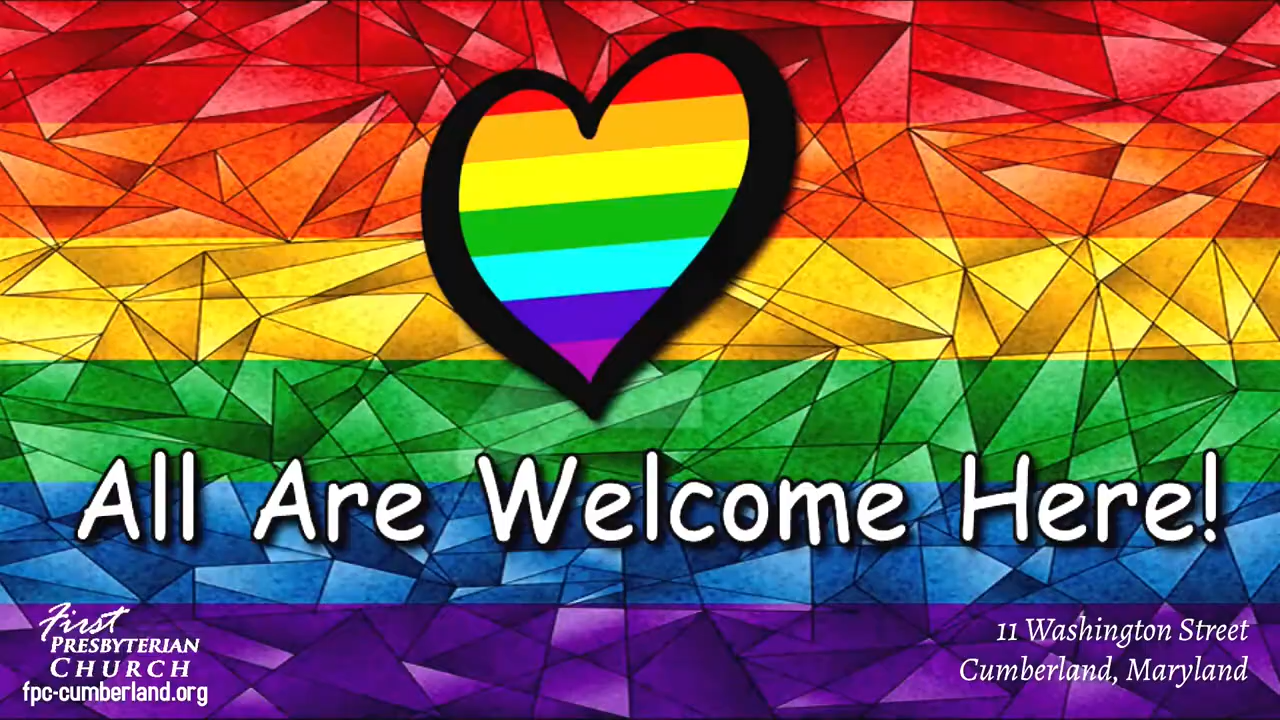 All Are Welcome Here!
First
PRESBYTERIAN
CHURCH
fpc-cumberland.org
11 Washington Street
Cumberland, Maryland